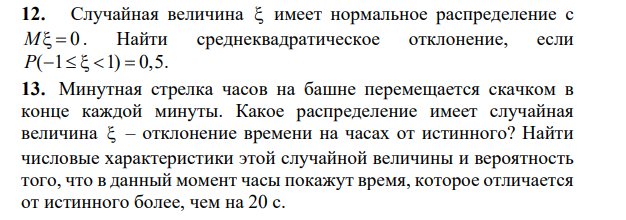 12. Случайная величина ξ имеет нормальное распределение с
Mξ = 0. Найти среднеквадратическое отклонение, если
P(−1 ≤ ξ < 1) = 0,5.
13. Минутная стрелка часов на башне перемещается скачком в
конце каждой минуты. Какое распределение имеет случайная
величина ξ – отклонение времени на часах от истинного? Найти
числовые характеристики этой случайной величины и вероятность
того, что в данный момент часы покажут время, которое отличается
от истинного более, чем на 20 с.